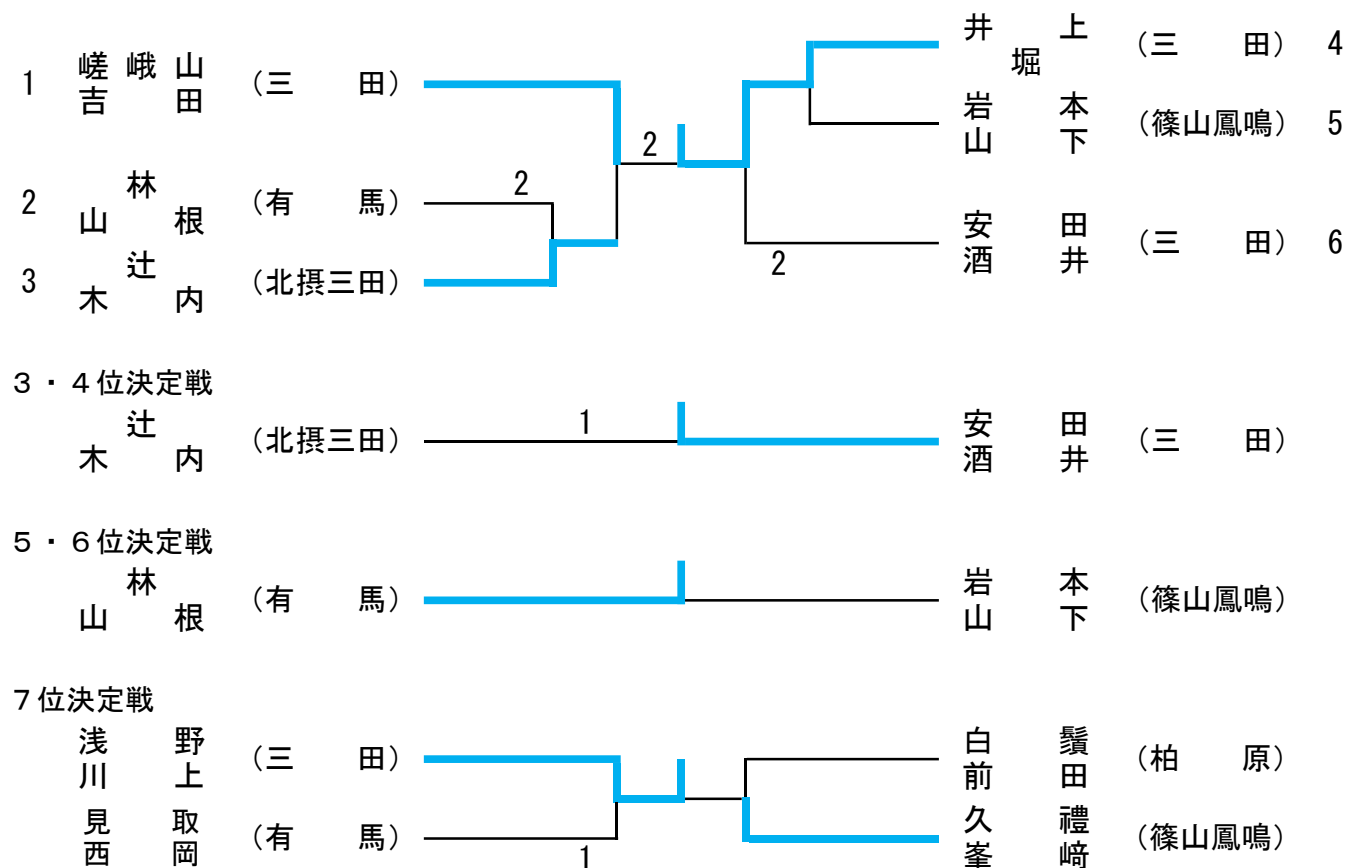 1 嵯峨山 吉田 (三田)
2
2 林 山根 (有馬)
2
3 辻 木内 (北摂三田)
井上 堀 (三田) 4
岩本 山下 (篠山鳳鳴) 5
安田 酒井 (三田) 6
2
3・4位決定戦
辻 木内 (北摂三田) 1 安田 酒井 (三田)
5・6位決定戦
林 山根 (有馬) 岩本 山下 (篠山鳳鳴)
7位決定戦
浅野 川上 (三田) 白鬚 前田 (柏原)
見取 西岡 (有馬) 1 久禮 峯﨑 (篠山鳳鳴)